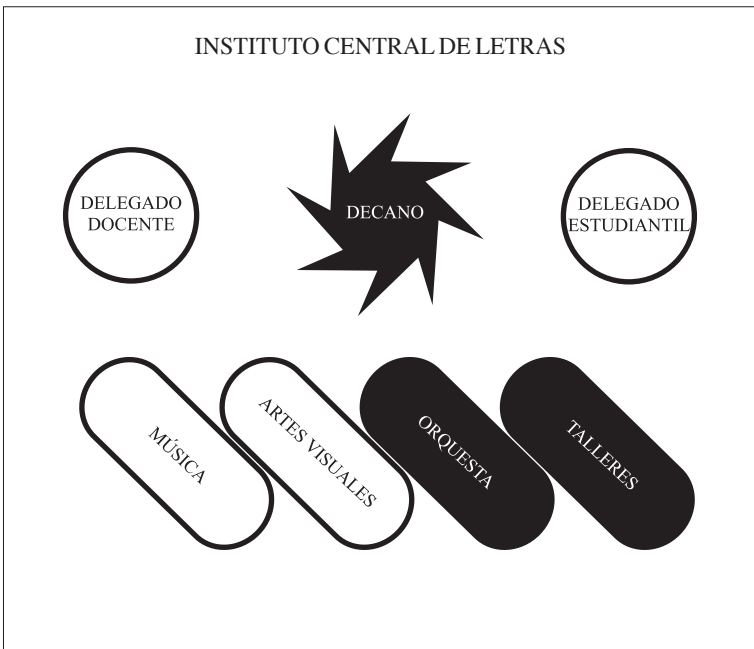 INSTITUTO CENTRAL DE LETRAS
DELEGADO
DOCENTE
DECANO
DELEGADO
ESTUDIANTIL
MÚSICA
ARTES VISUALES
ORQUESTA
TALLERES